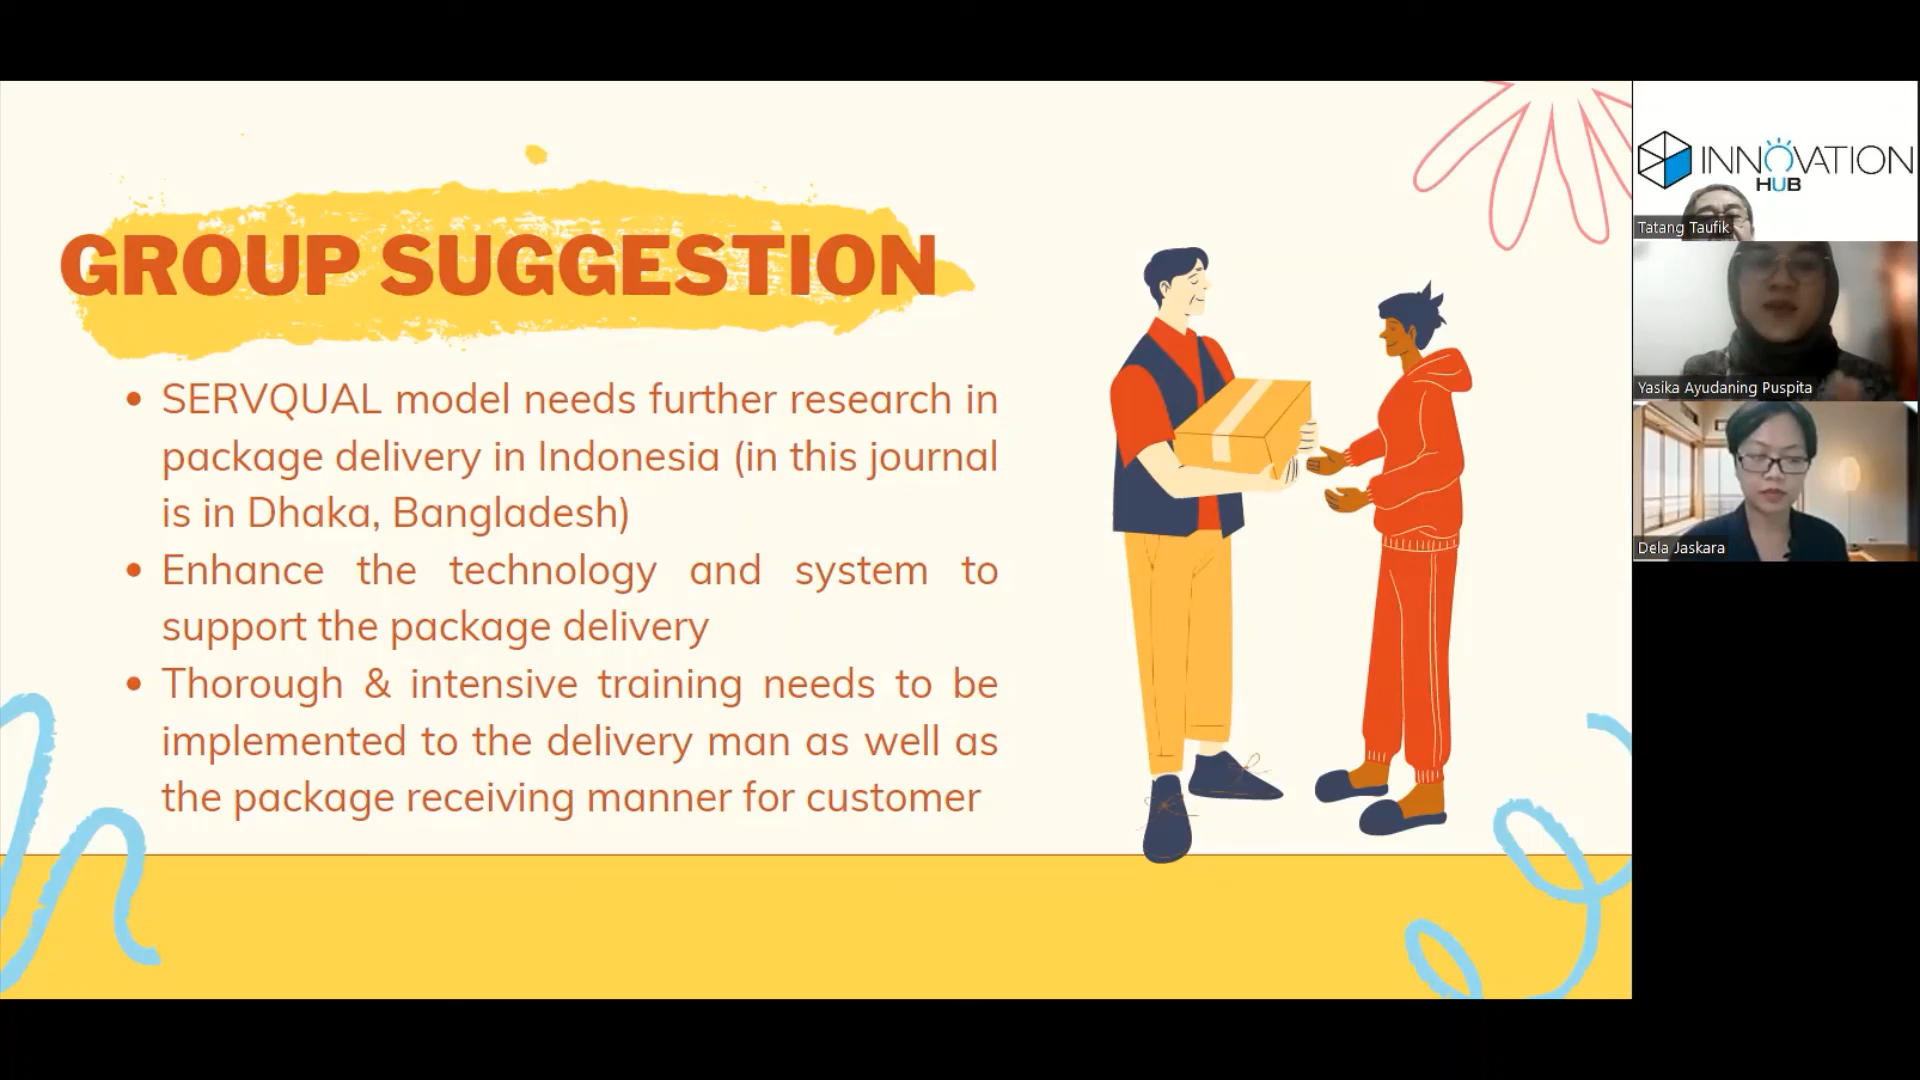 GROUP SUGGESTION
• SERVQUAL model needs further research in
package delivery in Indonesia (in this journal
is in Dhaka, Bangladesh)
• Enhance the technology and system to
support the package delivery
• Thorough & intensive training needs to be
implemented to the delivery man as well as
the package receiving manner for customer
INNOVATION
HUB
Tatang Taufik
Yasika Ayudaning Puspita
Dela Jaskara